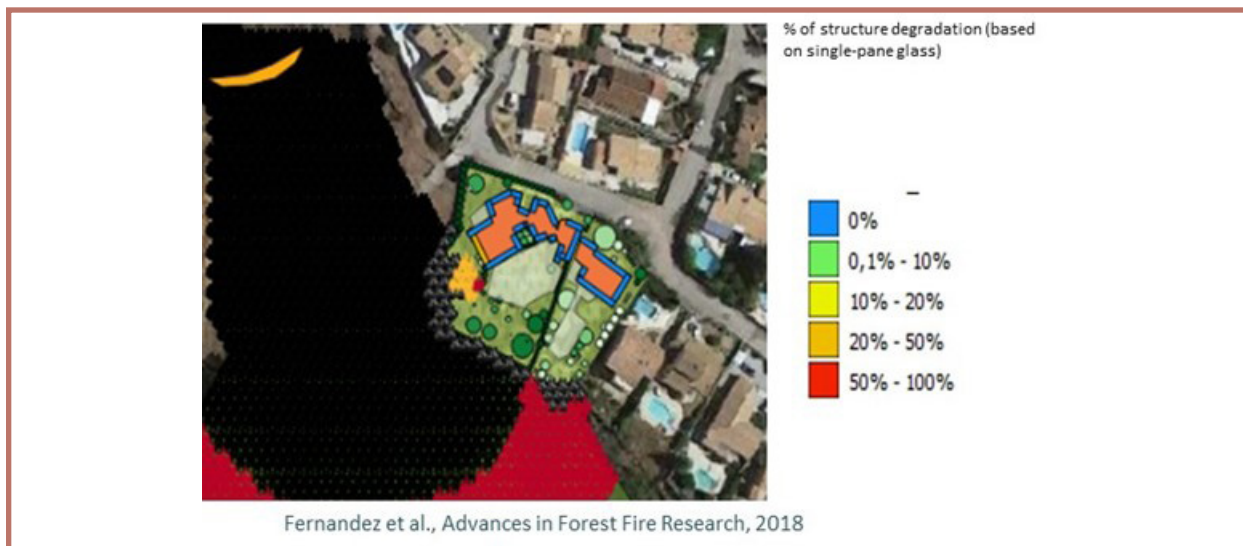 % of structure degradation (based
on single-pane glass)
0%
0,1% - 10%
10% - 20%
20% - 50%
50% - 100%
Fernandez et al., Advances in Forest Fire Research, 2018